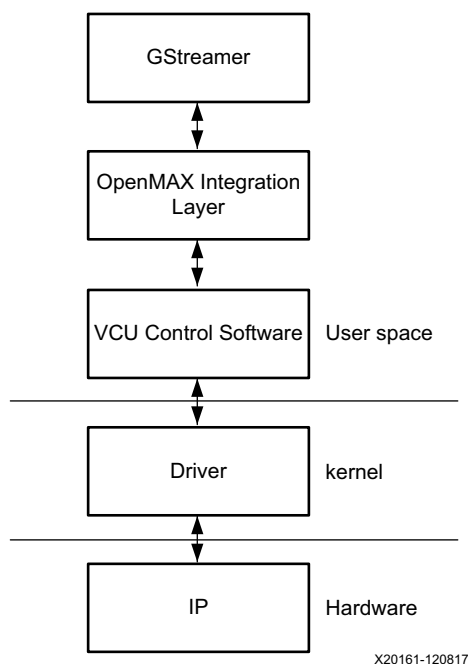 GStreamer
OpenMAX Integration
Layer
VCU Control Software
User space
Driver
kernel
IP
Hardware
X20161-120817